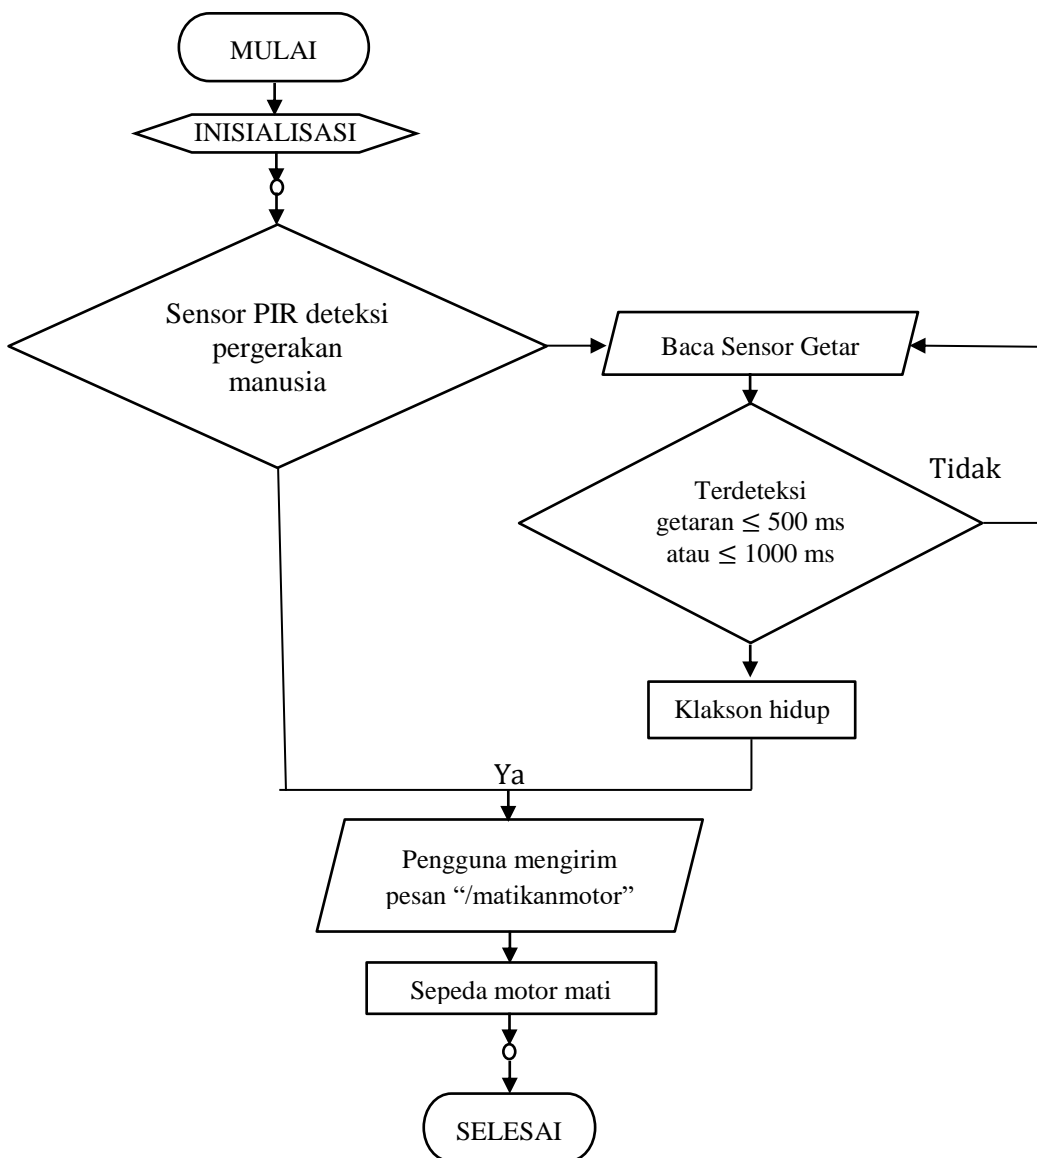 MULAI
INISIALISASI
Sensor PIR deteksi
pergerakan
manusia
Baca Sensor Getar
Tidak
Terdeteksi
getaran ≤ 500 ms
atau ≤ 1000 ms
Klakson hidup
Ya
Pengguna mengirim
pesan “/matikanmotor”
Sepeda motor mati
SELESAI